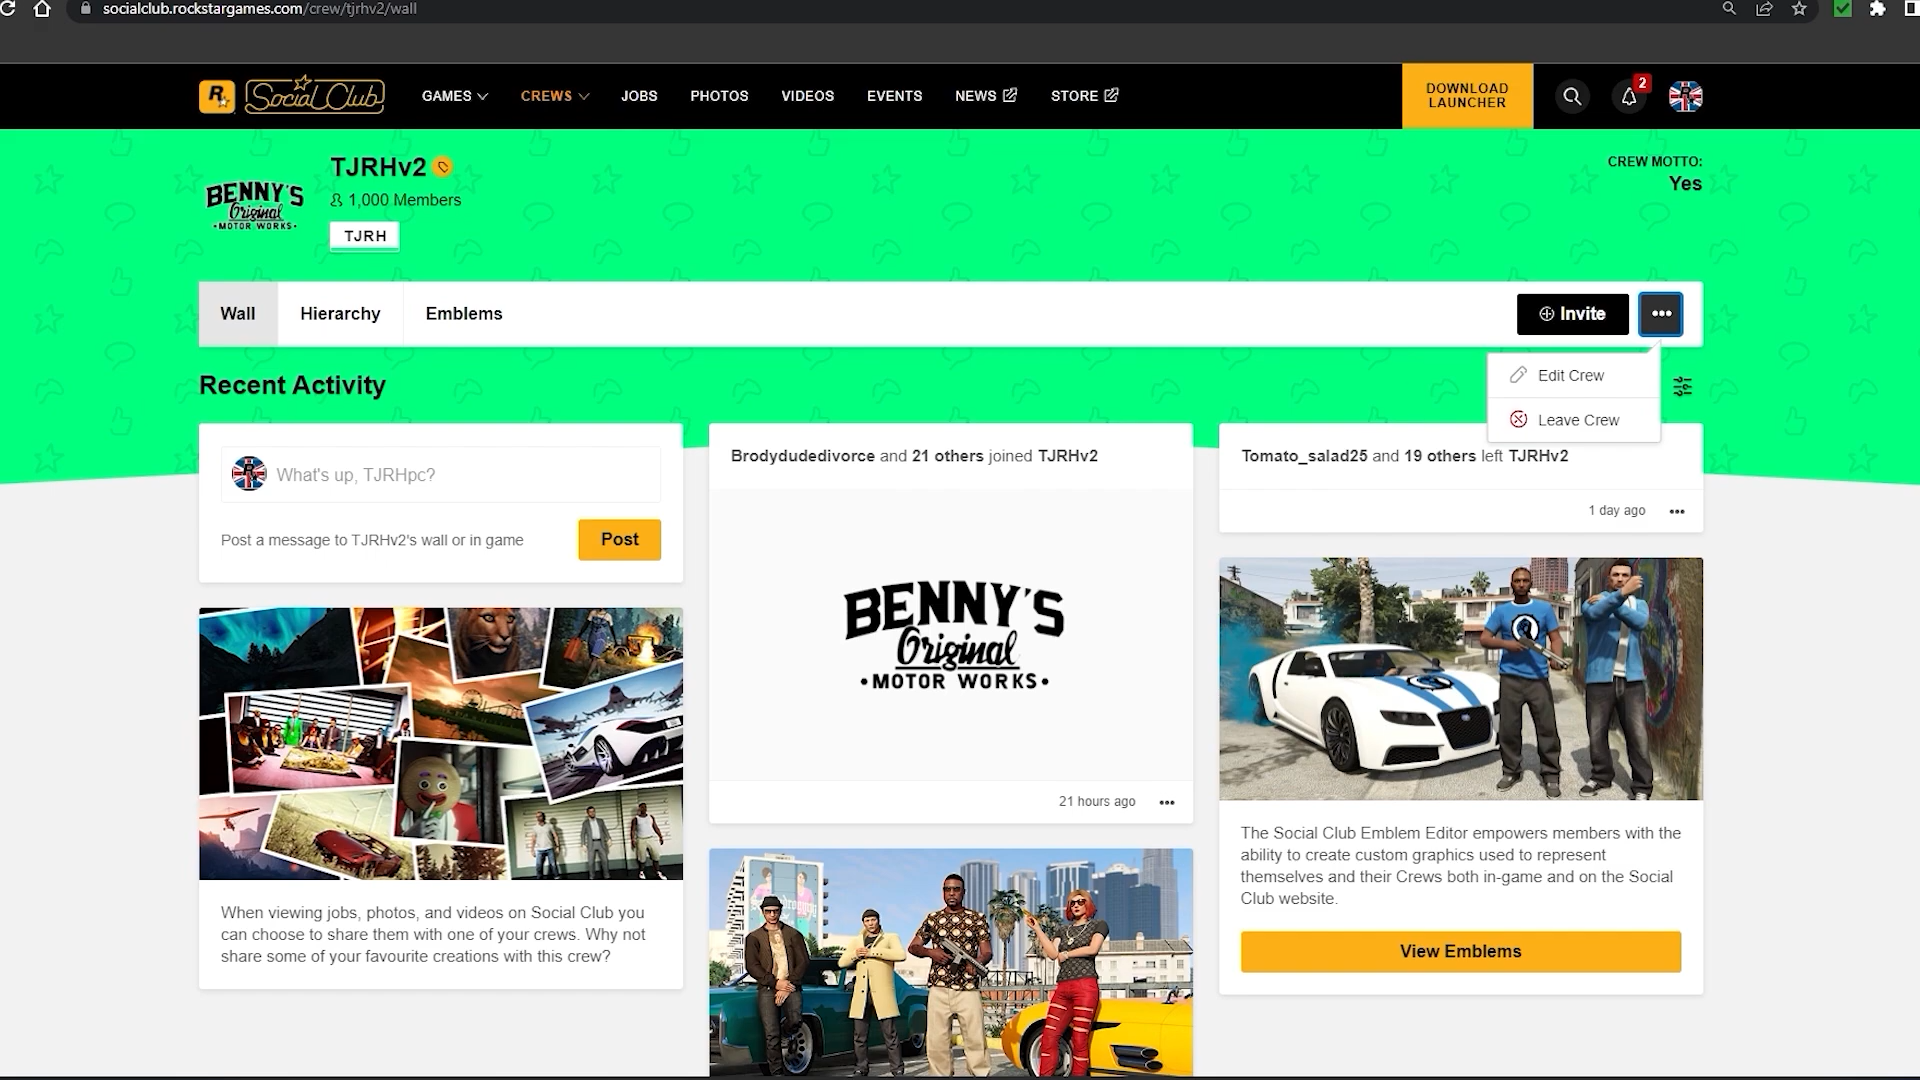 socialclub.rockstargames.com/crew/tjrhv2/wall
R
Social Club
GAMES
CREWS
JOBS
PHOTOS
VIDEOS
EVENTS
NEWS
STORE
DOWNLOAD
LAUNCHER
2
BENNY'S
Original
•MOTOR WORKS•
TJRHv2
1,000 Members
TJRH
CREW MOTTO:
Yes
Wall
Hierarchy
Emblems
Invite
Edit Crew
Leave Crew
Recent Activity
What's up, TJRHpc?
Post a message to TJRHv2's wall or in game
Post
When viewing jobs, photos, and videos on Social Club you
can choose to share them with one of your crews. Why not
share some of your favourite creations with this crew?
Brodydudedivorce and 21 others joined TJRHv2
BENNY'S
Original
•MOTOR WORKS•
21 hours ago
Tomato_salad25 and 19 others left TJRHv2
1 day ago
The Social Club Emblem Editor empowers members with the
ability to create custom graphics used to represent
themselves and their Crews both in-game and on the Social
Club website.
View Emblems